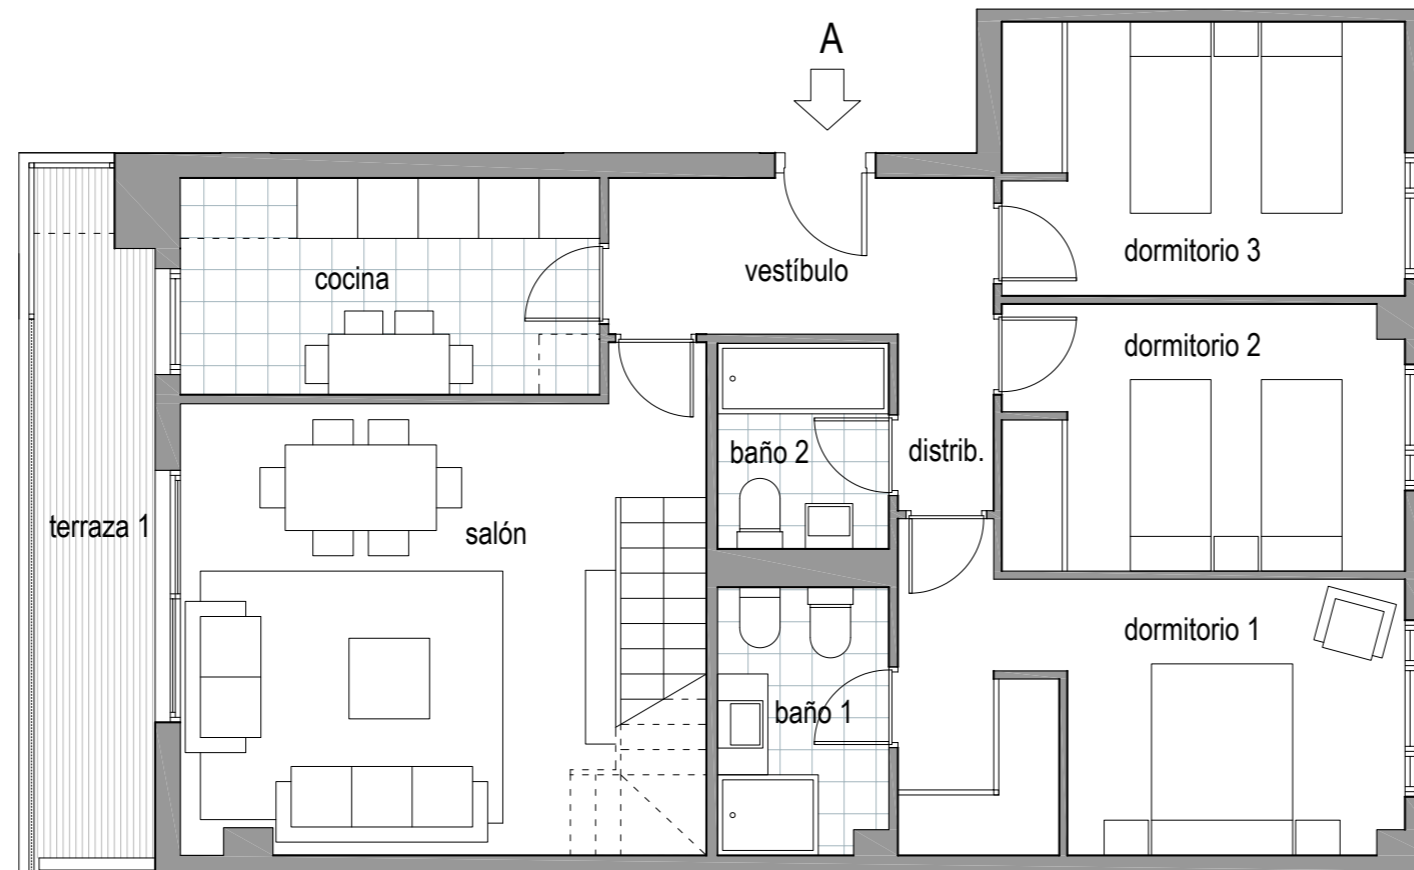 A
dormitorio 3
cocina
vestíbulo
dormitorio 2
baño 2
distrib.
terraza 1
salón
dormitorio 1
baño 1